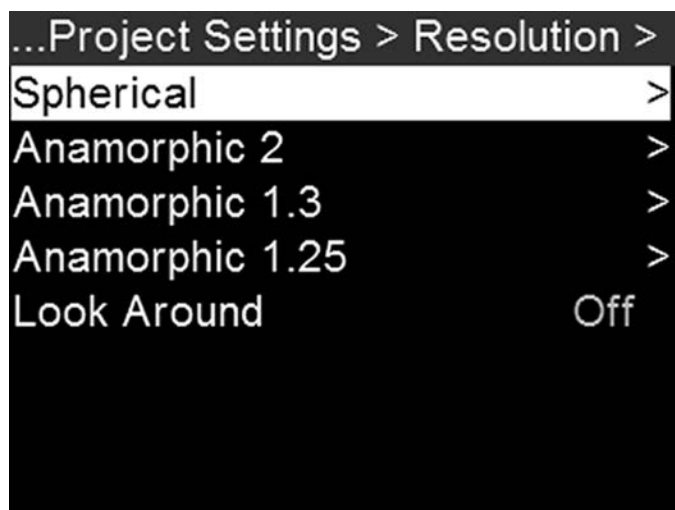 ...Project Settings > Resolution >
Spherical >
Anamorphic 2 >
Anamorphic 1.3 >
Anamorphic 1.25 >
Look Around Off